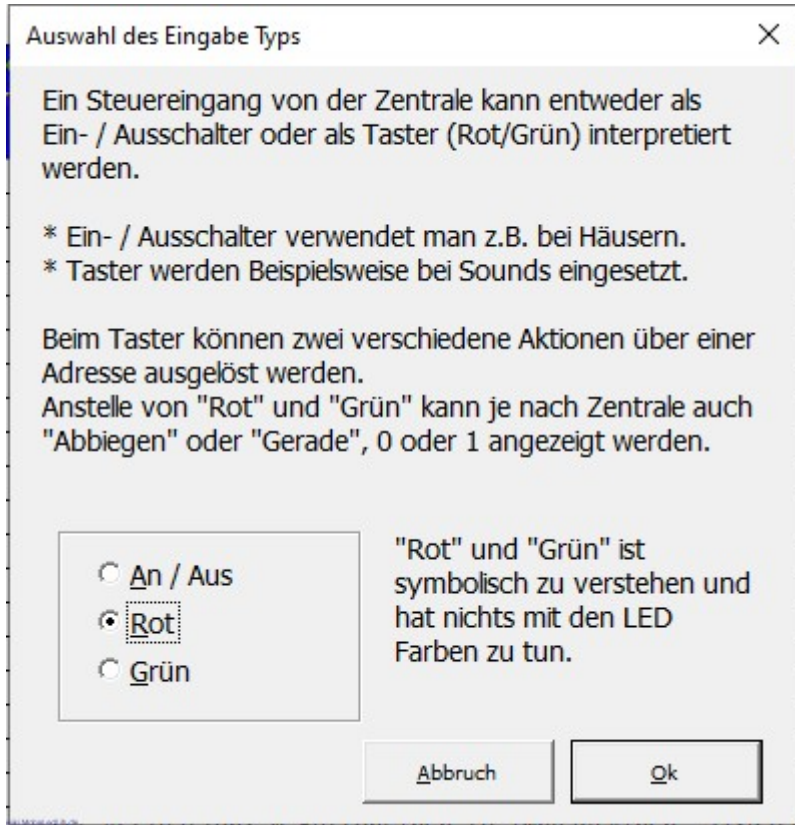 Auswahl des Eingabe Typs
Ein Steuereingang von der Zentrale kann entweder als
Ein- / Ausschalter oder als Taster (Rot/Grün) interpretiert
werden.
* Ein- / Ausschalter verwendet man z.B. bei Häusern.
* Taster werden Beispielsweise bei Sounds eingesetzt.
Beim Taster können zwei verschiedene Aktionen über einer
Adresse ausgelöst werden.
Anstelle von "Rot" und "Grün" kann je nach Zentrale auch
"Abbiegen" oder "Gerade", 0 oder 1 angezeigt werden.
An / Aus
Rot
Grün
"Rot" und "Grün" ist
symbolisch zu verstehen und
hat nichts mit den LED
Farben zu tun.
Abbruch
Ok